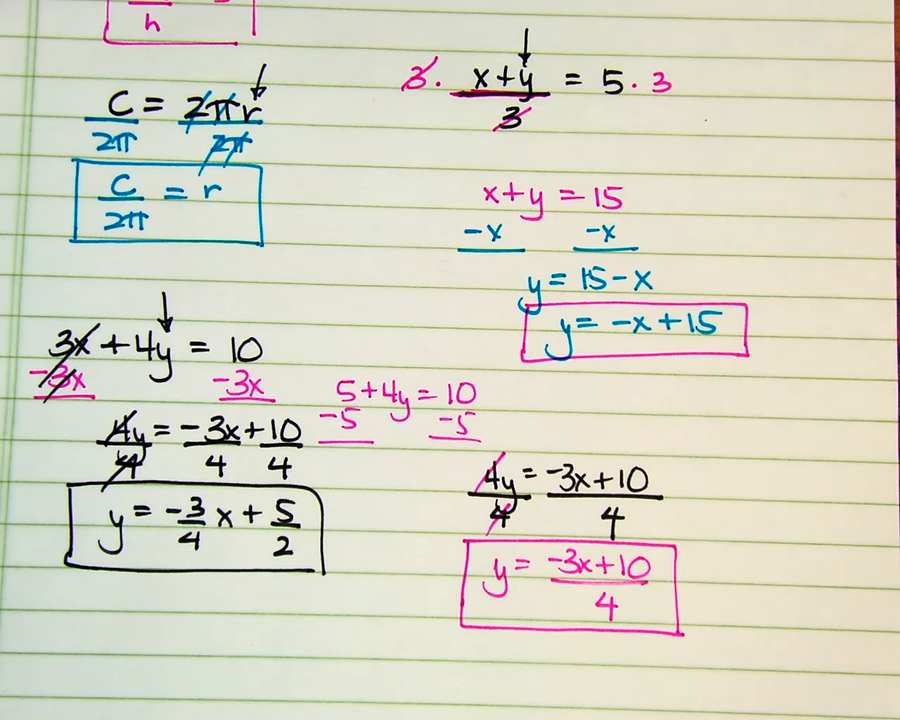 h
C = 2πr
2π 2π
C/2π = r
3x + 4y = 10
-3x -3x
4y/4 = -3x/4 + 10/4
y = -3/4 x + 5/2
5 + 4y = 10
-5 -5
3 · (x+y)/3 = 5 · 3
x + y = 15
-x -x
y = 15 - x
y = -x + 15
4y/4 = (-3x + 10)/4
y = (-3x + 10)/4